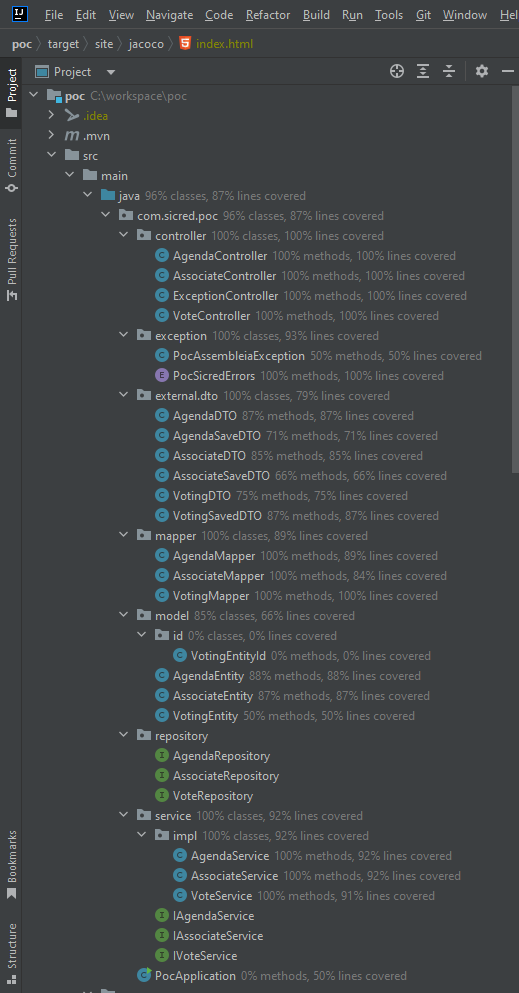 IJ File Edit View Navigate Code Refactor Build Run Tools Git Window Hel
poc target site jacoco index.html
Project
Project
Commit
Pull Requests
Bookmarks
Structure
poc C:\workspace\poc
.idea
.mvn
src
main
java 96% classes, 87% lines covered
com.sicred.poc 96% classes, 87% lines covered
controller 100% classes, 100% lines covered
AgendaController 100% methods, 100% lines covered
AssociateController 100% methods, 100% lines covered
ExceptionController 100% methods, 100% lines covered
VoteController 100% methods, 100% lines covered
exception 100% classes, 93% lines covered
PocAssembleiaException 50% methods, 50% lines covered
PocSicredErrors 100% methods, 100% lines covered
external.dto 100% classes, 79% lines covered
AgendaDTO 87% methods, 87% lines covered
AgendaSaveDTO 71% methods, 71% lines covered
AssociateDTO 85% methods, 85% lines covered
AssociateSaveDTO 66% methods, 66% lines covered
VotingDTO 75% methods, 75% lines covered
VotingSavedDTO 87% methods, 87% lines covered
mapper 100% classes, 89% lines covered
AgendaMapper 100% methods, 89% lines covered
AssociateMapper 100% methods, 84% lines covered
VotingMapper 100% methods, 100% lines covered
model 85% classes, 66% lines covered
id 0% classes, 0% lines covered
VotingEntityId 0% methods, 0% lines covered
AgendaEntity 88% methods, 88% lines covered
AssociateEntity 87% methods, 87% lines covered
VotingEntity 50% methods, 50% lines covered
repository
AgendaRepository
AssociateRepository
VoteRepository
service 100% classes, 92% lines covered
impl 100% classes, 92% lines covered
AgendaService 100% methods, 92% lines covered
AssociateService 100% methods, 92% lines covered
VoteService 100% methods, 91% lines covered
IAgendaService
IAssociateService
IVoteService
PocApplication 0% methods, 50% lines covered